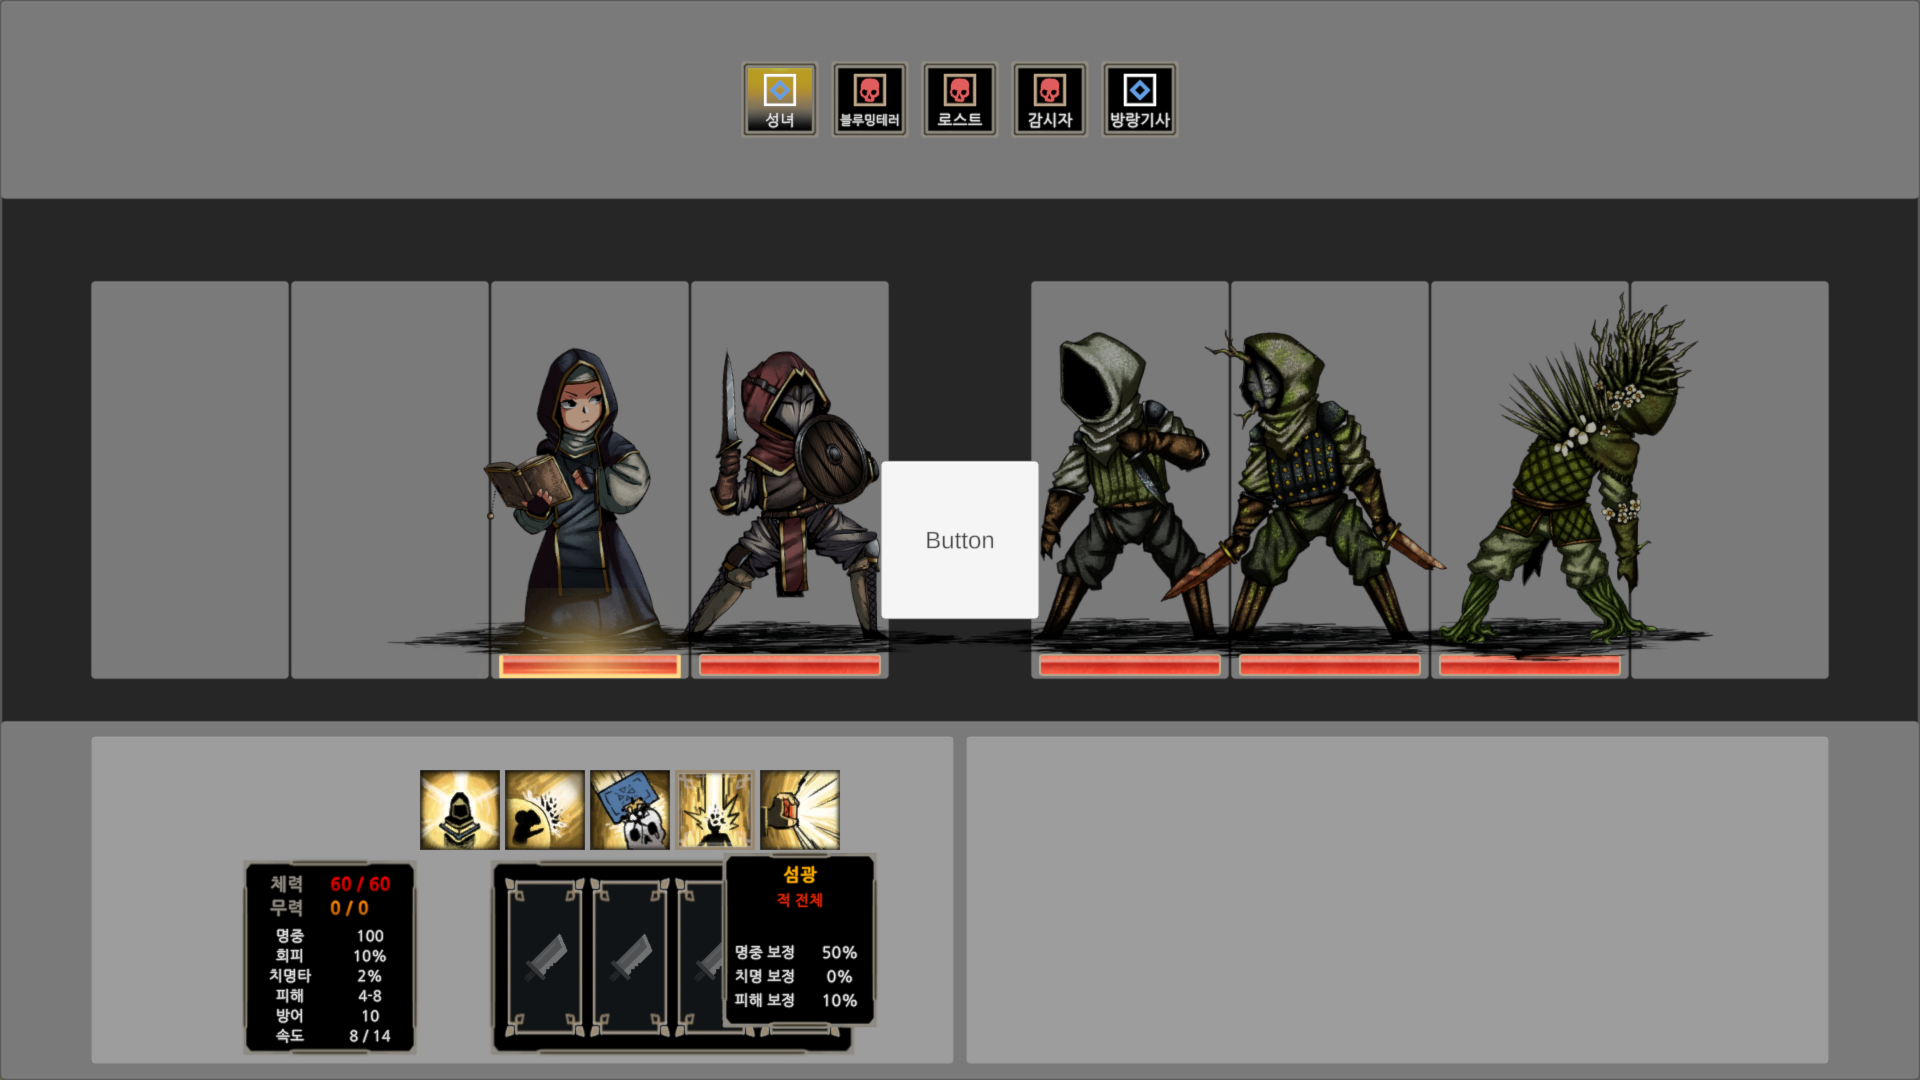 성녀
블루밍테러
로스트
감시자
방랑기사
Button
체력 60 / 60
무력 0 / 0
명중 100
회피 10%
치명타 2%
피해 4-8
방어 10
속도 8 / 14
섬광
적 전체
명중 보정 50%
치명 보정 0%
피해 보정 10%